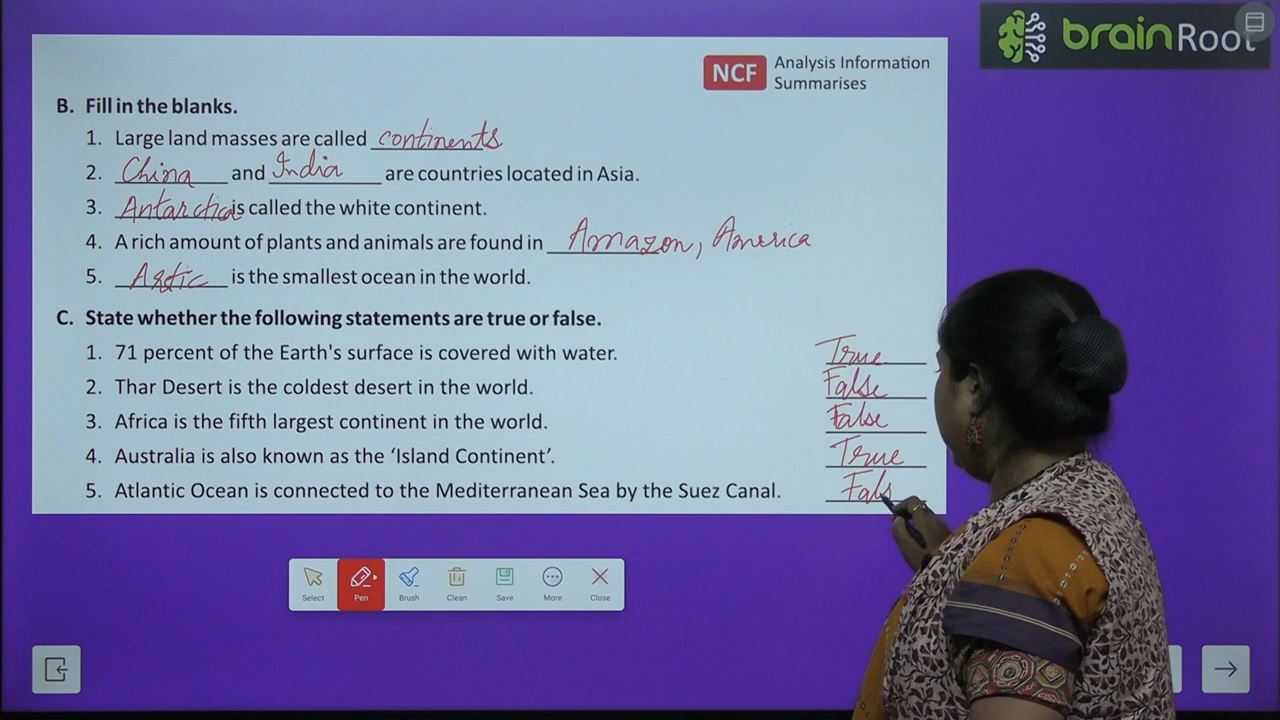 brainRoot
NCF Analysis Information
Summarises
B. Fill in the blanks.
1. Large land masses are called continents
2. China and India are countries located in Asia.
3. Antarctica is called the white continent.
4. A rich amount of plants and animals are found in Amazon, America
5. Artic is the smallest ocean in the world.
C. State whether the following statements are true or false.
1. 71 percent of the Earth's surface is covered with water. True
2. Thar Desert is the coldest desert in the world. False
3. Africa is the fifth largest continent in the world. False
4. Australia is also known as the ‘Island Continent’. True
5. Atlantic Ocean is connected to the Mediterranean Sea by the Suez Canal. Fals
Select Pen Brush Clean Save More Close